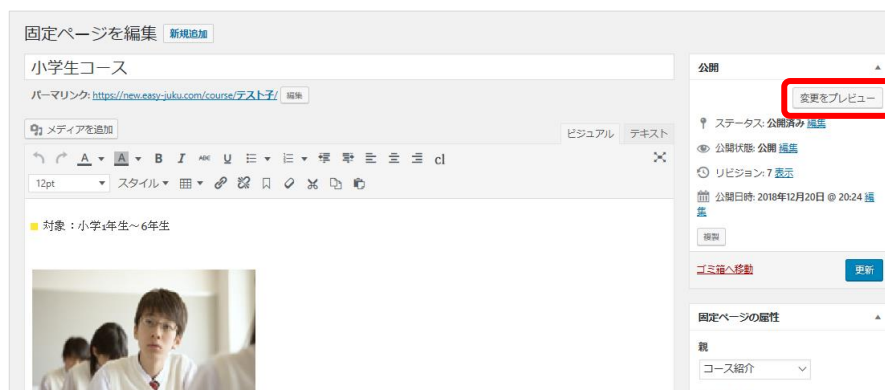 固定ページを編集 新規追加
小学生コース
パーマリンク: https://new.easy-juku.com/course/テスト子/ 編集
メディアを追加
ビジュアル テキスト
A A B I ABC U cl
12pt スタイル
対象：小学1年生～6年生
公開
変更をプレビュー
ステータス: 公開済み 編集
公開状態: 公開 編集
リビジョン: 7 表示
公開日時: 2018年12月20日 @ 20:24 編
集
複製
ゴミ箱へ移動 更新
固定ページの属性
親
コース紹介